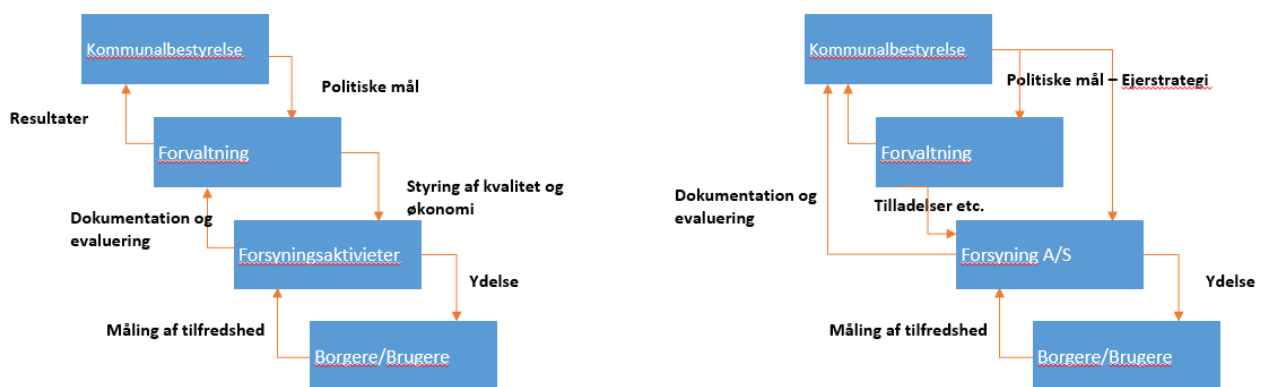 Kommunalbestyrelse
Politiske mål
Resultater
Forvaltning
Styring af kvalitet og
økonomi
Dokumentation og
evaluering
Forsyningsaktivieter
Ydelse
Måling af tilfredshed
Borgere/Brugere
Kommunalbestyrelse
Politiske mål – Ejerstrategi
Forvaltning
Dokumentation og
evaluering
Tilladelser etc.
Forsyning A/S
Ydelse
Måling af tilfredshed
Borgere/Brugere